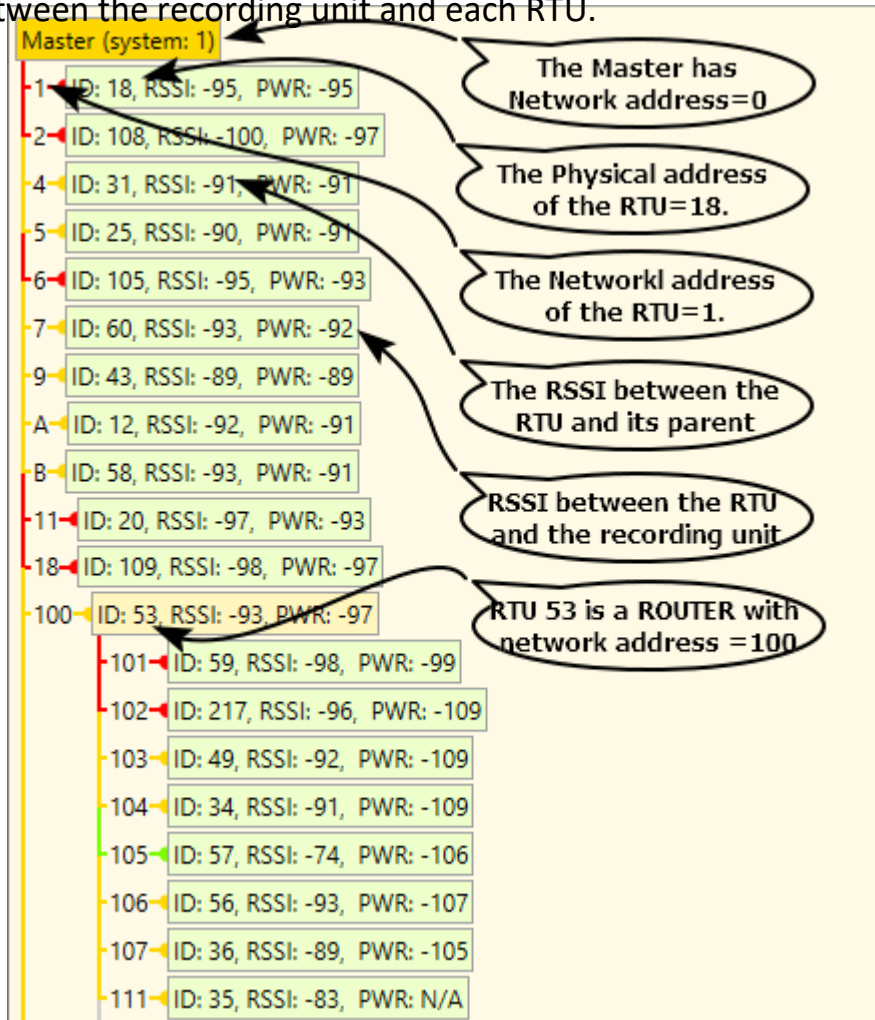 tween the recording unit and each RTU.
Master (system: 1)
The Master has
Network address=0
1 ID: 18, RSSI: -95, PWR: -95
2 ID: 108, RSSI: -100, PWR: -97
The Physical address
of the RTU=18.
4 ID: 31, RSSI: -91, PWR: -91
5 ID: 25, RSSI: -90, PWR: -91
6 ID: 105, RSSI: -95, PWR: -93
The Networkl address
of the RTU=1.
7 ID: 60, RSSI: -93, PWR: -92
9 ID: 43, RSSI: -89, PWR: -89
The RSSI between the
RTU and its parent
A ID: 12, RSSI: -92, PWR: -91
B ID: 58, RSSI: -93, PWR: -91
RSSI between the RTU
and the recording unit
11 ID: 20, RSSI: -97, PWR: -93
18 ID: 109, RSSI: -98, PWR: -97
100 ID: 53, RSSI: -93, PWR: -97
RTU 53 is a ROUTER with
network address =100
101 ID: 59, RSSI: -98, PWR: -99
102 ID: 217, RSSI: -96, PWR: -109
103 ID: 49, RSSI: -92, PWR: -109
104 ID: 34, RSSI: -91, PWR: -109
105 ID: 57, RSSI: -74, PWR: -106
106 ID: 56, RSSI: -93, PWR: -107
107 ID: 36, RSSI: -89, PWR: -105
111 ID: 35, RSSI: -83, PWR: N/A